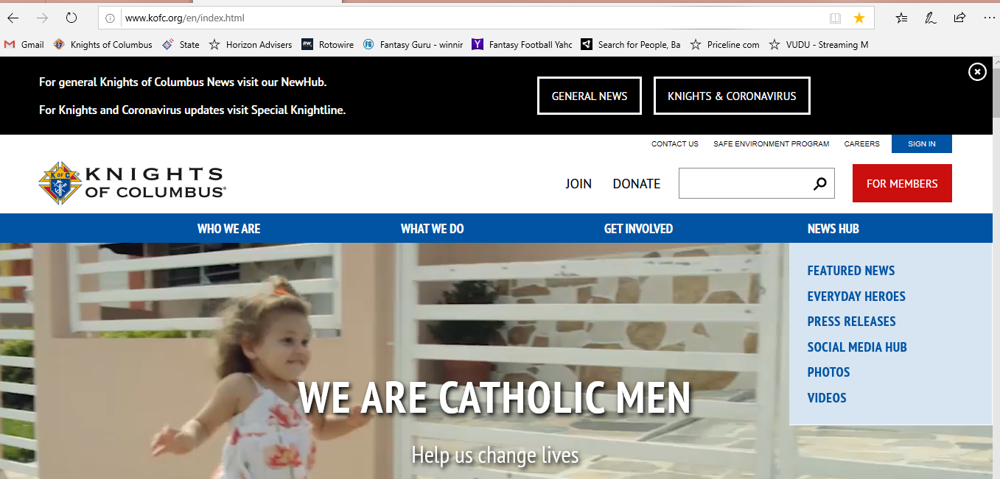 www.kofc.org/en/index.html
Gmail Knights of Columbus State Horizon Advisers Rotowire Fantasy Guru - winnir Fantasy Football Yahc Search for People, Ba Priceline com VUDU - Streaming M
For general Knights of Columbus News visit our NewHub.
For Knights and Coronavirus updates visit Special Knightline.
GENERAL NEWS KNIGHTS & CORONAVIRUS
CONTACT US SAFE ENVIRONMENT PROGRAM CAREERS SIGN IN
K OF C
KNIGHTS
OF COLUMBUS®
JOIN DONATE FOR MEMBERS
WHO WE ARE WHAT WE DO GET INVOLVED NEWS HUB
FEATURED NEWS
EVERYDAY HEROES
PRESS RELEASES
SOCIAL MEDIA HUB
PHOTOS
VIDEOS
WE ARE CATHOLIC MEN
Help us change lives